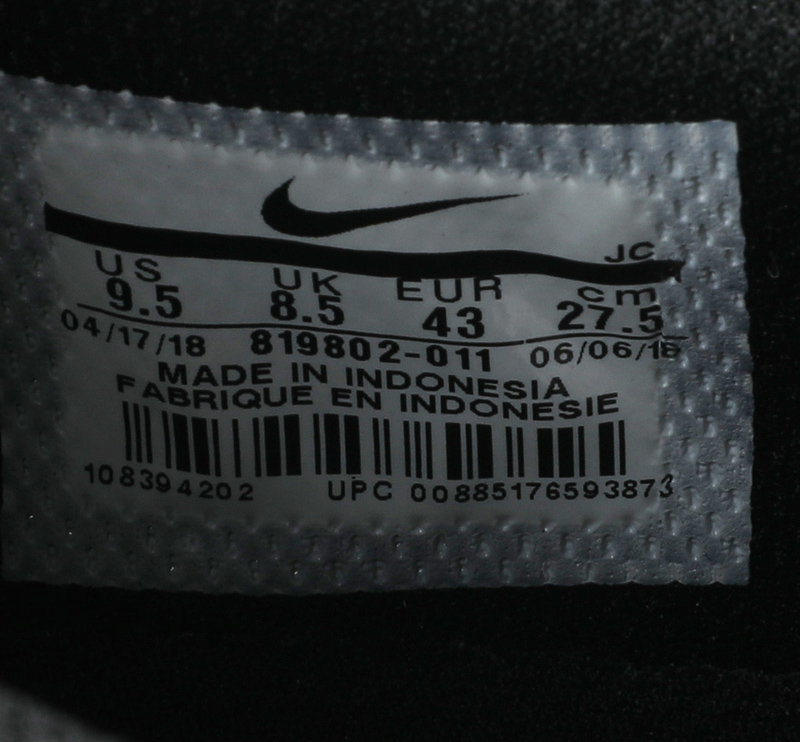 JC
US UK EUR cm
9.5 8.5 43 27.5
04/17/18 819802-011 06/06/18
MADE IN INDONESIA
FABRIQUE EN INDONESIE
108394202 UPC 00885176593873